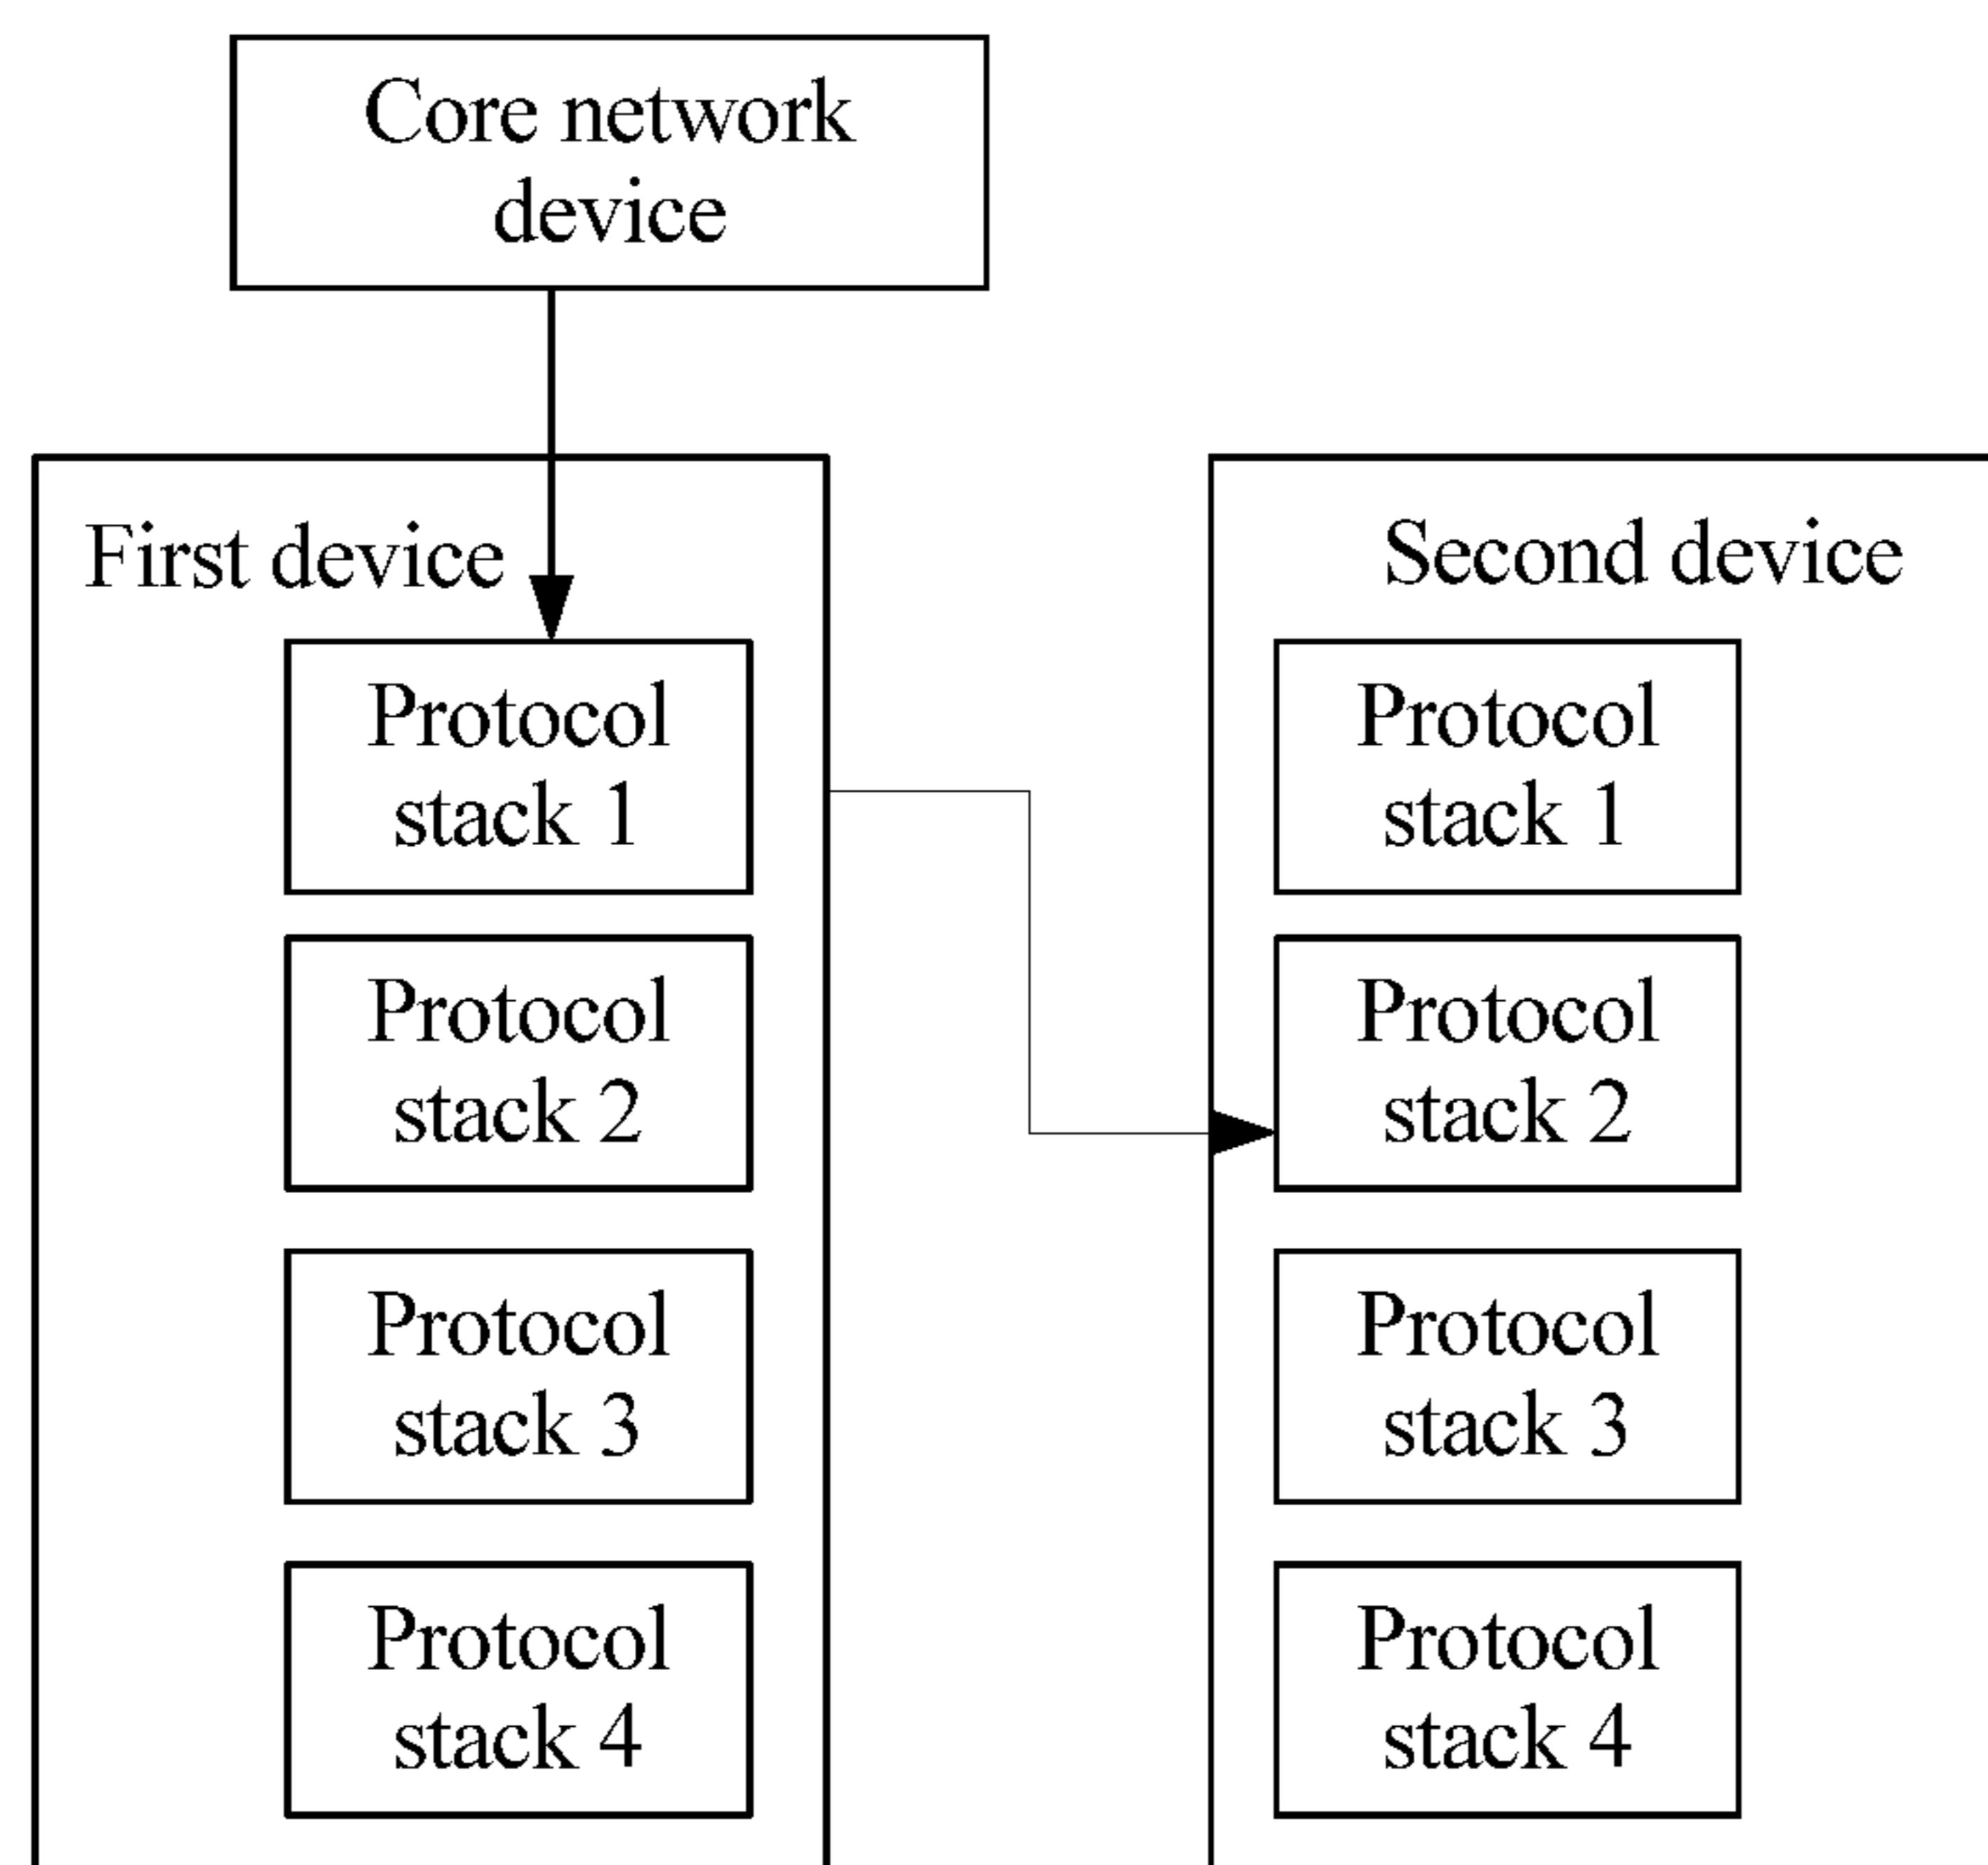 Core network
device
First device
Protocol
stack 1
Protocol
stack 2
Protocol
stack 3
Protocol
stack 4
Second device
Protocol
stack 1
Protocol
stack 2
Protocol
stack 3
Protocol
stack 4